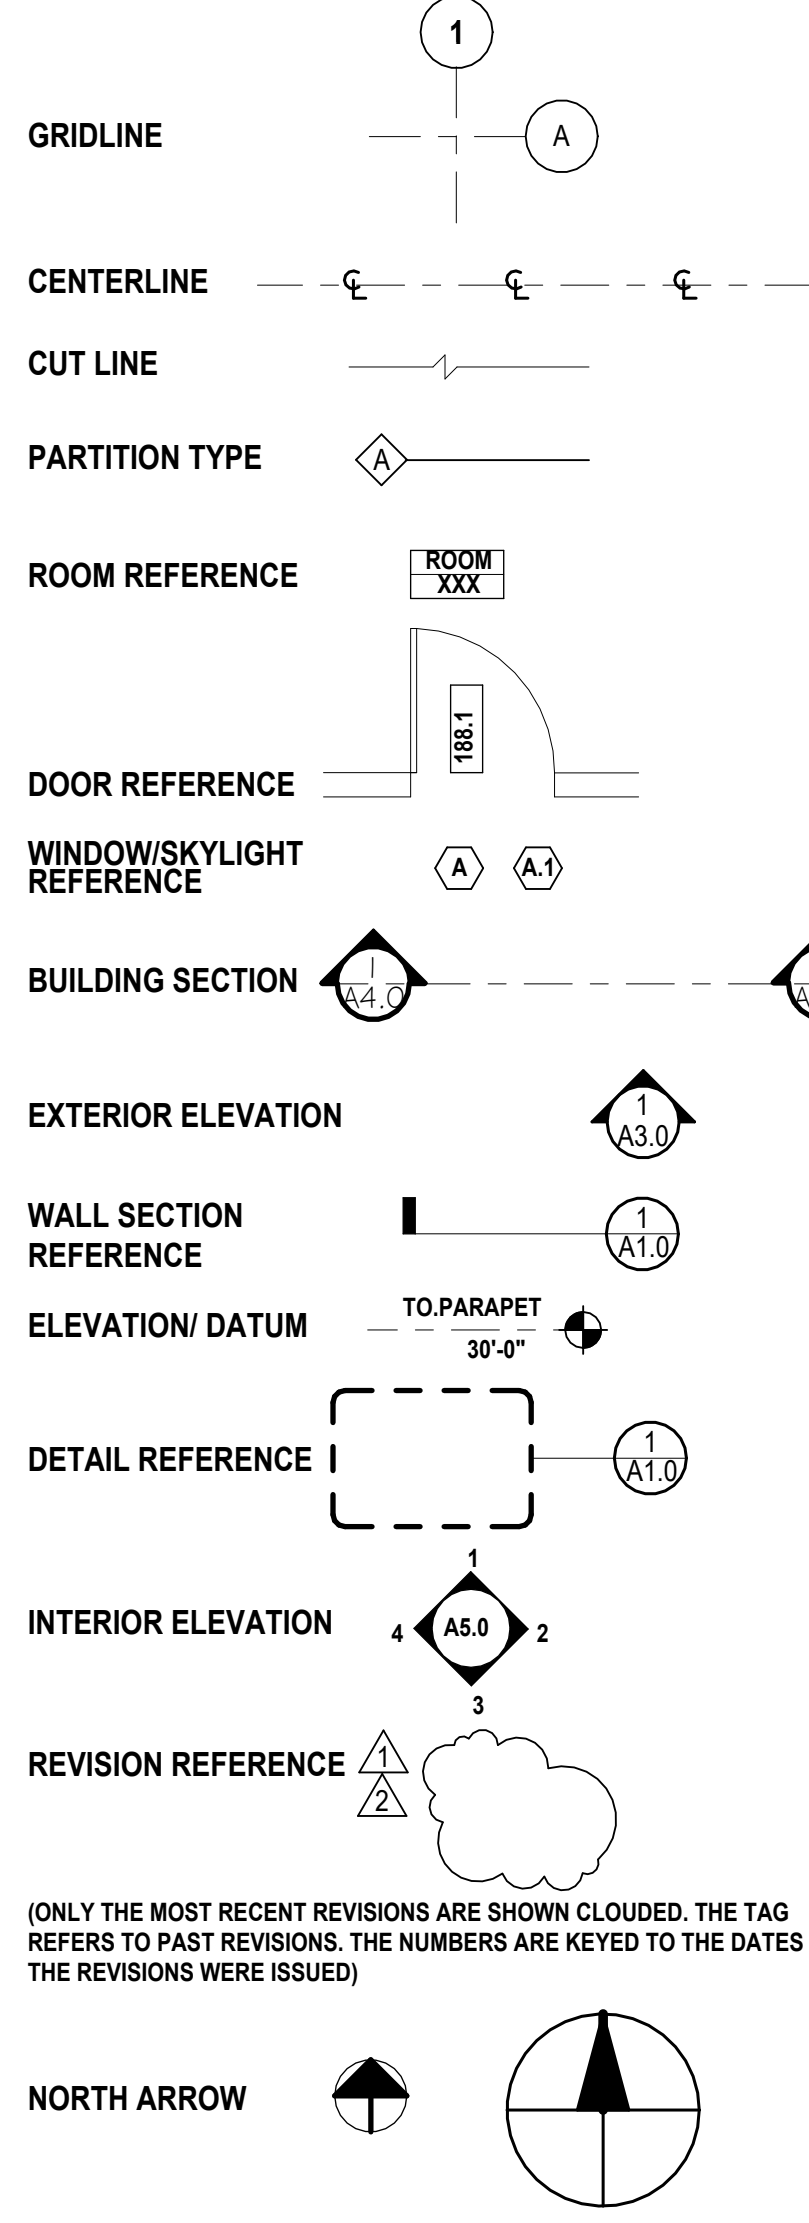 1
GRIDLINE
A
CENTERLINE
CUT LINE
PARTITION TYPE
A
ROOM REFERENCE
ROOM
XXX
188.1
DOOR REFERENCE
WINDOW/SKYLIGHT
REFERENCE
A
A.1
BUILDING SECTION
1
A4.0
A
EXTERIOR ELEVATION
1
A3.0
WALL SECTION
REFERENCE
1
A1.0
ELEVATION/ DATUM
TO.PARAPET
30'-0"
DETAIL REFERENCE
1
A1.0
INTERIOR ELEVATION
1
4
A5.0
2
3
REVISION REFERENCE
1
2
(ONLY THE MOST RECENT REVISIONS ARE SHOWN CLOUDED. THE TAG
REFERS TO PAST REVISIONS. THE NUMBERS ARE KEYED TO THE DATES
THE REVISIONS WERE ISSUED)
NORTH ARROW